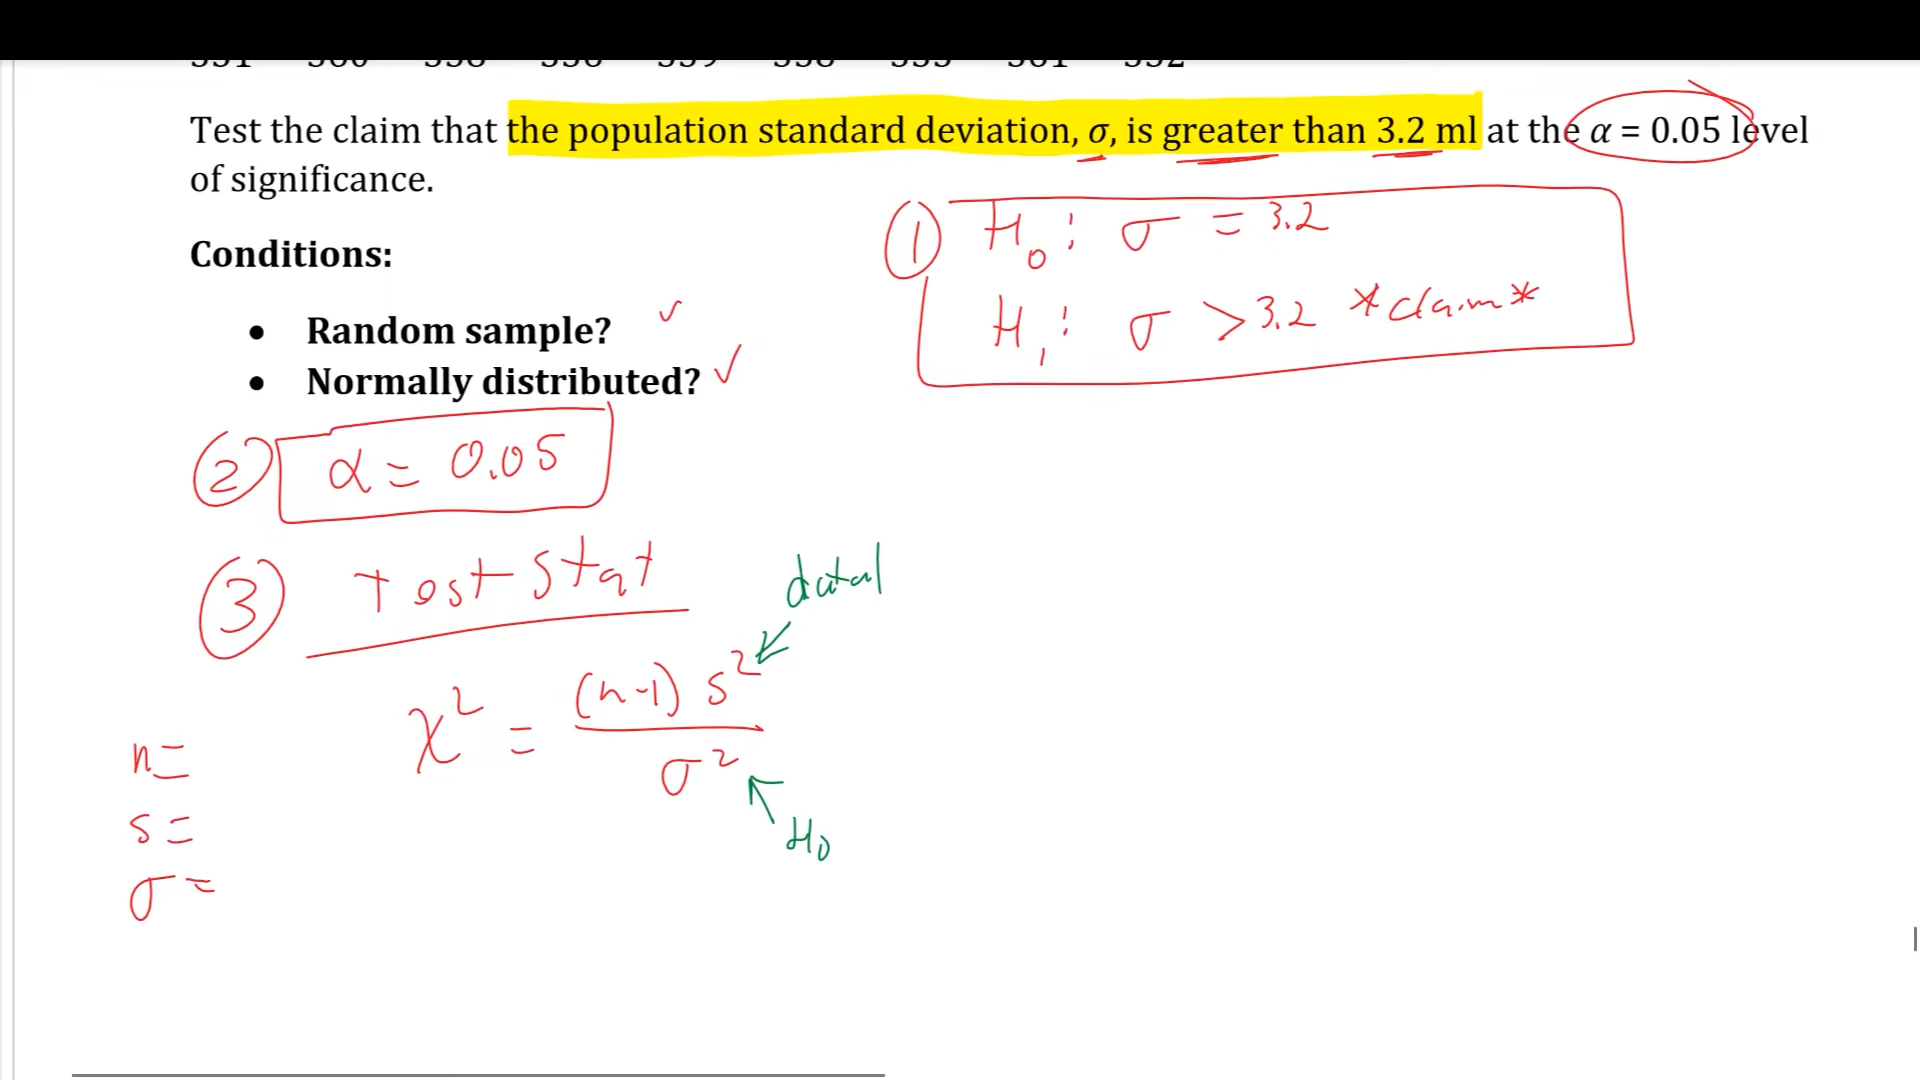 Test the claim that the population standard deviation, σ, is greater than 3.2 ml at the α = 0.05 level
of significance.
① H₀: σ = 3.2
Conditions:
H₁: σ > 3.2 *claim*
• Random sample? ✓
• Normally distributed? ✓
② α = 0.05
③ Test Stat
data
χ² = (n-1) s² / σ²
n=
H₀
s=
σ=